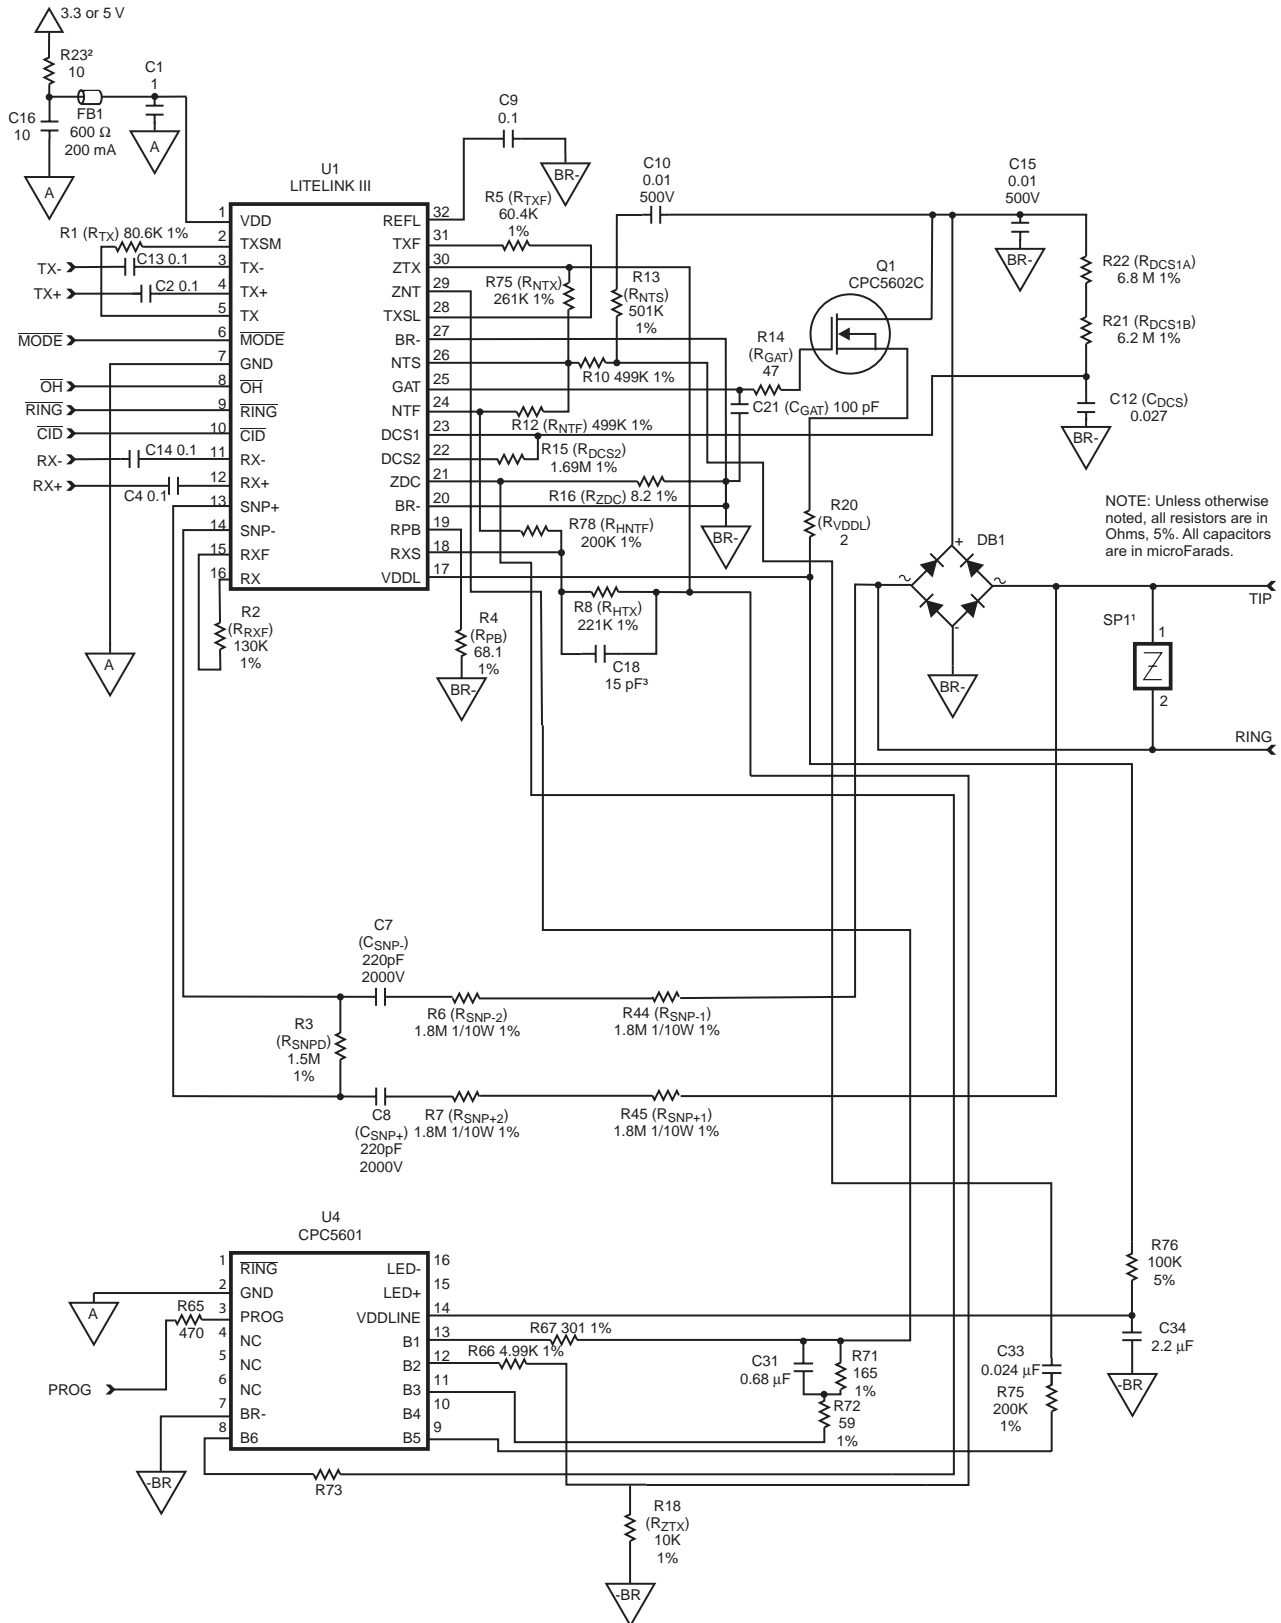 3.3 or 5 V
R23²
10
C1
1
C16
10
FB1
600 Ω
200 mA
A
A
C9
0.1
BR-
U1
LITELINK III
1
VDD
2
TXSM
3
TX-
4
TX+
5
TX
6
MODE
7
GND
8
OH
9
RING
10
CID
11
RX-
12
RX+
13
SNP+
14
SNP-
15
RXF
16
RX
REFL
32
TXF
31
ZTX
30
ZNT
29
TXSL
28
BR-
27
NTS
26
GAT
25
NTF
24
DCS1
23
DCS2
22
ZDC
21
BR-
20
RPB
19
RXS
18
VDDL
17
R1 (RTX) 80.6K 1%
TX-
C13 0.1
TX+
C2 0.1
MODE
OH
RING
CID
RX-
C14 0.1
RX+
C4 0.1
A
R2
(RRXF)
130K
1%
R5 (RTXF)
60.4K
1%
C10
0.01
500V
C15
0.01
500V
BR-
R75 (RNTX)
261K 1%
R13
(RNTS)
501K
1%
Q1
CPC5602C
R22 (RDCS1A)
6.8 M 1%
R21 (RDCS1B)
6.2 M 1%
R14
(RGAT)
47
R10 499K 1%
C21 (CGAT) 100 pF
C12 (CDCS)
0.027
BR-
R12 (RNTF) 499K 1%
R15 (RDCS2)
1.69M 1%
R16 (RZDC) 8.2 1%
BR-
R20
(RVDDL)
2
NOTE: Unless otherwise
noted, all resistors are in
Ohms, 5%. All capacitors
are in microFarads.
R78 (RHNTF)
200K 1%
R8 (RHTX)
221K 1%
C18
15 pF³
R4
(RPB)
68.1
1%
BR-
+
DB1
~
~
-
BR-
TIP
SP1¹
1
2
RING
C7
(CSNP-)
220pF
2000V
R6 (RSNP-2)
1.8M 1/10W 1%
R44 (RSNP-1)
1.8M 1/10W 1%
R3
(RSNPD)
1.5M
1%
C8
(CSNP+)
220pF
2000V
R7 (RSNP+2)
1.8M 1/10W 1%
R45 (RSNP+1)
1.8M 1/10W 1%
U4
CPC5601
1
RING
2
GND
3
PROG
4
NC
5
NC
6
NC
7
BR-
8
B6
LED-
16
LED+
15
VDDLINE
14
B1
13
B2
12
B3
11
B4
10
B5
9
A
R65
470
PROG
-BR
R73
R67 301 1%
R66 4.99K 1%
C31
0.68 µF
R71
165
1%
R72
59
1%
C33
0.024 µF
R75
200K
1%
R76
100K
5%
C34
2.2 µF
-BR
R18
(RZTX)
10K
1%
-BR